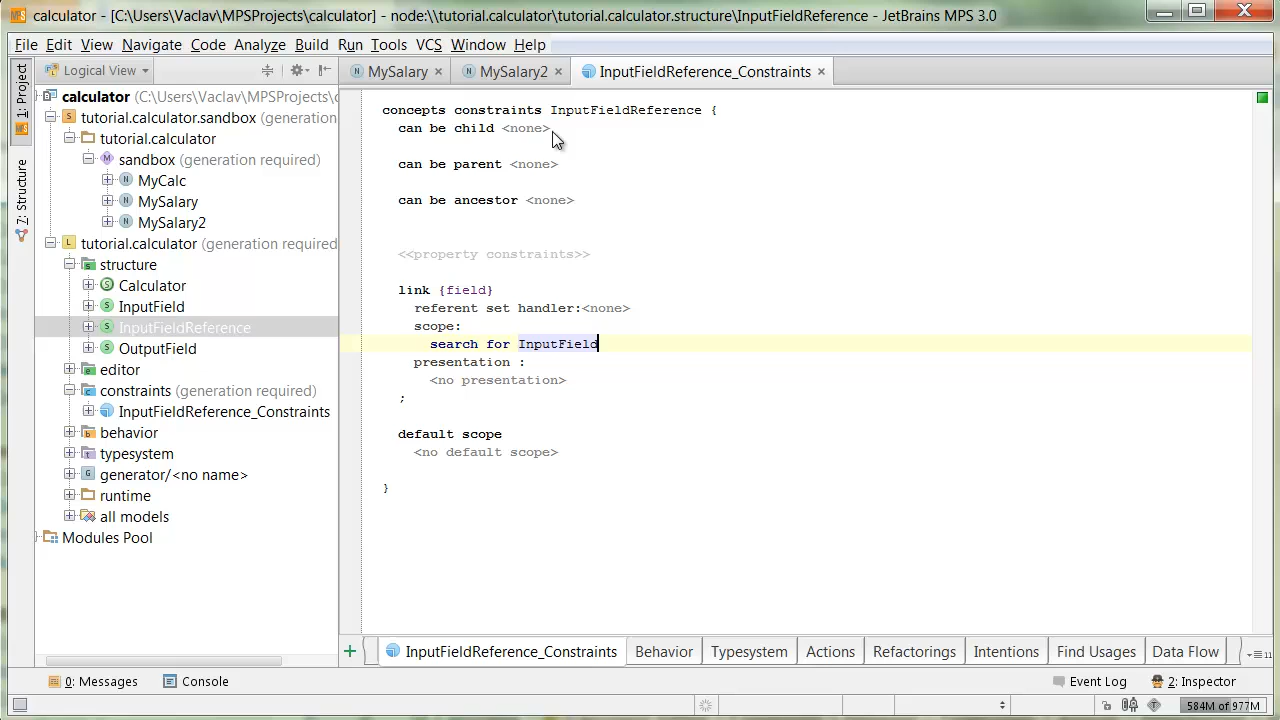 calculator - [C:\Users\Vaclav\MPSProjects\calculator] - node:\\tutorial.calculator\tutorial.calculator.structure\InputFieldReference - JetBrains MPS 3.0
File Edit View Navigate Code Analyze Build Run Tools VCS Window Help
Logical View
MySalary
MySalary2
InputFieldReference_Constraints
1: Project
7: Structure
calculator (C:\Users\Vaclav\MPSProjects\c
tutorial.calculator.sandbox (generation
tutorial.calculator
sandbox (generation required)
MyCalc
MySalary
MySalary2
tutorial.calculator (generation required
structure
Calculator
InputField
InputFieldReference
OutputField
editor
constraints (generation required)
InputFieldReference_Constraints
behavior
typesystem
generator/<no name>
runtime
all models
Modules Pool
concepts constraints InputFieldReference {
can be child <none>
can be parent <none>
can be ancestor <none>
<<property constraints>>
link {field}
referent set handler:<none>
scope:
search for InputField
presentation :
<no presentation>
;
default scope
<no default scope>
}
InputFieldReference_Constraints Behavior Typesystem Actions Refactorings Intentions Find Usages Data Flow
11
0: Messages Console Event Log 2: Inspector
584M of 977M